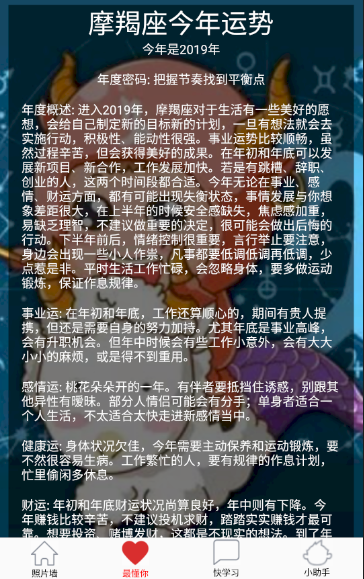 摩羯座今年运势
今年是2019年
年度密码: 把握节奏找到平衡点
年度概述: 进入2019年，摩羯座对于生活有一些美好的愿
想，会给自己制定新的目标新的计划，一旦有想法就会去
实施行动，积极性、能动性很强。事业运势比较顺畅，虽
然过程辛苦，但会获得美好的成果。在年初和年底可以发
展新项目、新合作，工作发展加快。若是有跳槽、辞职、
创业的人，这两个时间段都合适。今年无论在事业、感
情、财运方面，都有可能出现失衡状态，事情发展与你想
象差距很大，在上半年的时候安全感缺失，焦虑感加重，
易缺乏理智，不建议做重要的决定，很可能会做出后悔的
行动。下半年前后，情绪控制很重要，言行举止要注意，
身边会出现一些小人作祟，凡事都要低调低调再低调，少
点惹是非。平时生活工作忙碌，会忽略身体，要多做运动
锻炼，保证作息规律。
事业运: 在年初和年底，工作还算顺心的，期间有贵人提
携，但还是需要自身的努力加持。尤其年底是事业高峰，
会有升职机会。但年中时候会有些工作小意外，会有大大
小小的麻烦，或是得不到重用。
感情运: 桃花朵朵开的一年。有伴者要抵挡住诱惑，别跟其
他异性有暧昧。部分人情侣可能会有分手；单身者适合一
个人生活，不太适合太快走进新感情当中。
健康运: 身体状况欠佳，今年需要主动保养和运动锻炼，要
不然很容易生病。工作繁忙的人，要有规律的作息计划，
忙里偷闲多休息。
财运: 年初和年底财运状况尚算良好，年中则有下降。今
年赚钱比较辛苦，不建议投机求财，踏踏实实赚钱才最可
靠。想要投资、赌博发财，这都是不现实的想法。到了年
照片墙
最懂你
快学习
小助手